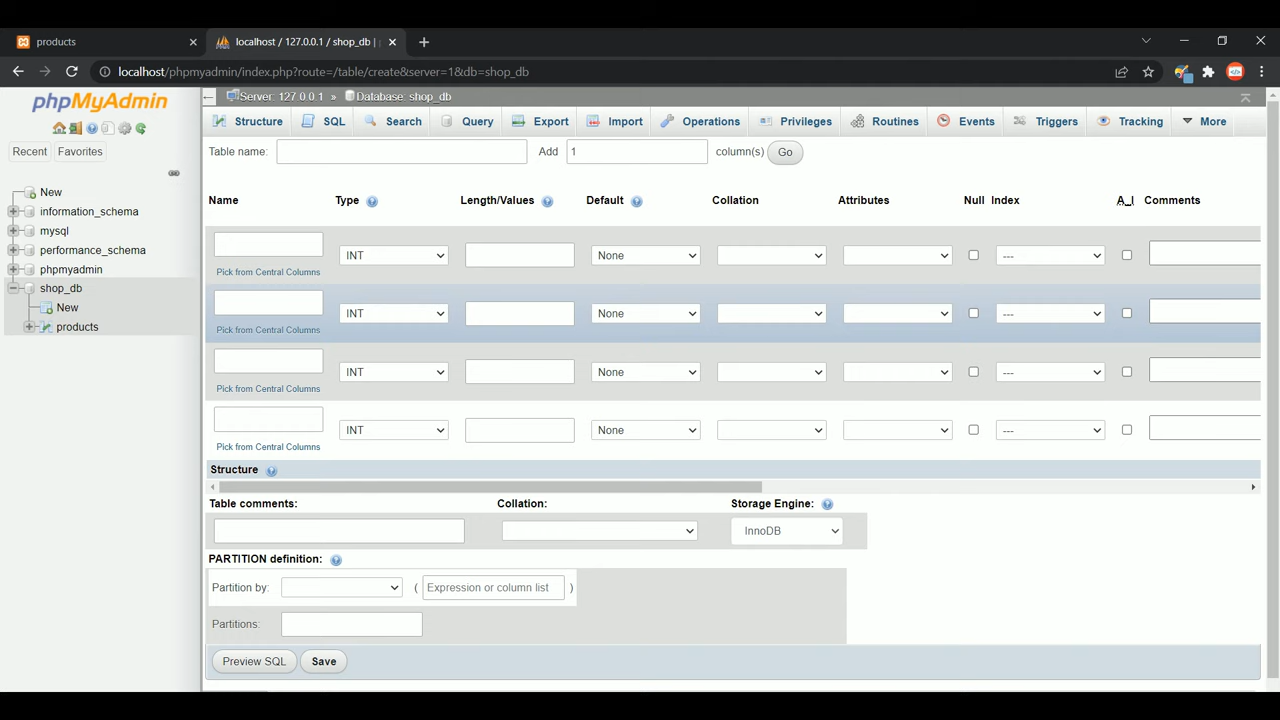 products
localhost / 127.0.0.1 / shop_db |
localhost/phpmyadmin/index.php?route=/table/create&server=1&db=shop_db
phpMyAdmin
Recent
Favorites
New
information_schema
mysql
performance_schema
phpmyadmin
shop_db
New
products
Server: 127.0.0.1 » Database: shop_db
Structure SQL Search Query Export Import Operations Privileges Routines Events Triggers Tracking More
Table name: Add 1 column(s) Go
Name Type Length/Values Default Collation Attributes Null Index A_I Comments
INT None ---
Pick from Central Columns
INT None ---
Pick from Central Columns
INT None ---
Pick from Central Columns
INT None ---
Pick from Central Columns
Structure
Table comments: Collation: Storage Engine:
InnoDB
PARTITION definition:
Partition by: ( Expression or column list )
Partitions:
Preview SQL Save